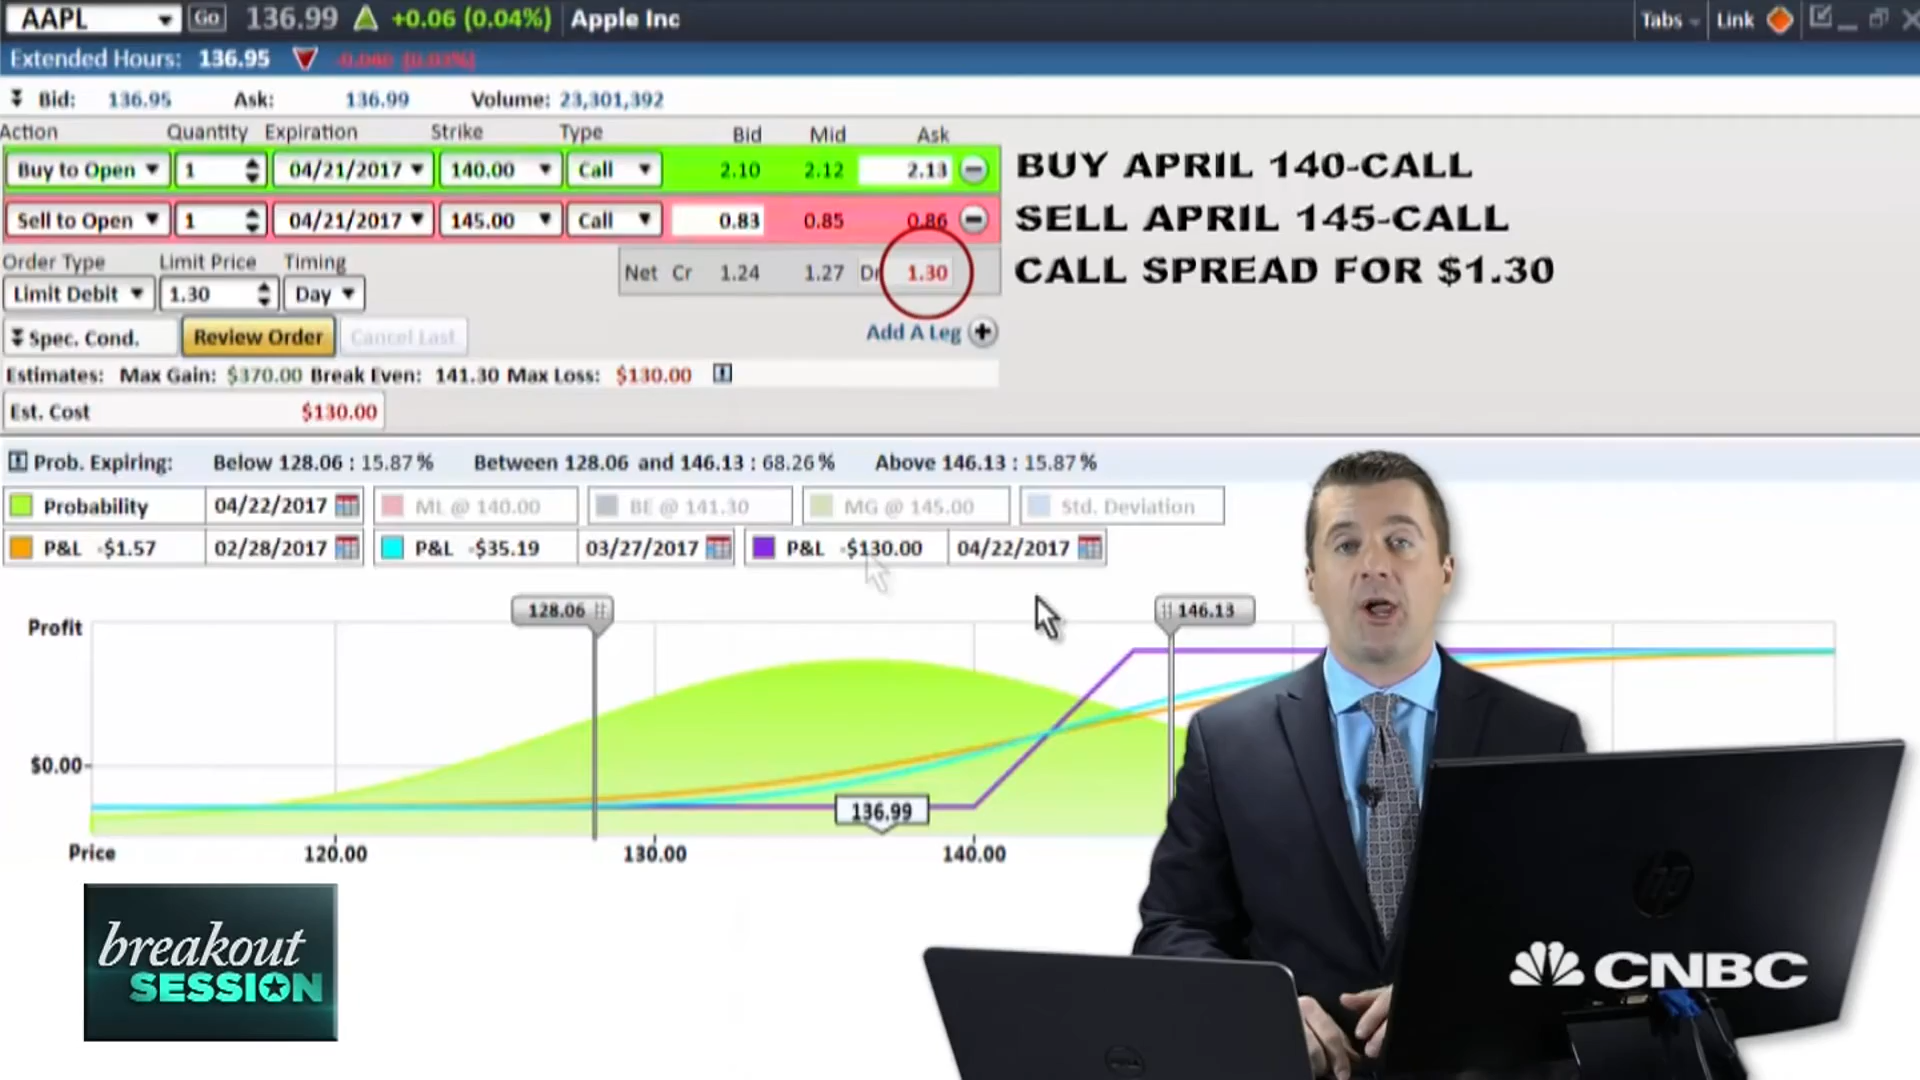 AAPL Go 136.99 +0.06 (0.04%) Apple Inc Tabs Link
Extended Hours: 136.95 -0.040 [0.03%]
Bid: 136.95 Ask: 136.99 Volume: 23,301,392
Action Quantity Expiration Strike Type Bid Mid Ask
Buy to Open 1 04/21/2017 140.00 Call 2.10 2.12 2.13
BUY APRIL 140-CALL
Sell to Open 1 04/21/2017 145.00 Call 0.83 0.85 0.86
SELL APRIL 145-CALL
Order Type Limit Price Timing
Net Cr 1.24 1.27 Dr 1.30
CALL SPREAD FOR $1.30
Limit Debit 1.30 Day
Spec. Cond. Review Order Cancel Last Add A Leg
Estimates: Max Gain: $370.00 Break Even: 141.30 Max Loss: $130.00
Est. Cost $130.00
Prob. Expiring: Below 128.06 : 15.87% Between 128.06 and 146.13 : 68.26% Above 146.13 : 15.87%
Probability 04/22/2017 ML @ 140.00 BE @ 141.30 MG @ 145.00 Std. Deviation
P&L -$1.57 02/28/2017 P&L -$35.19 03/27/2017 P&L -$130.00 04/22/2017
128.06 146.13
Profit
$0.00
136.99
Price 120.00 130.00 140.00
breakout
SESSION
hp
CNBC
DELL